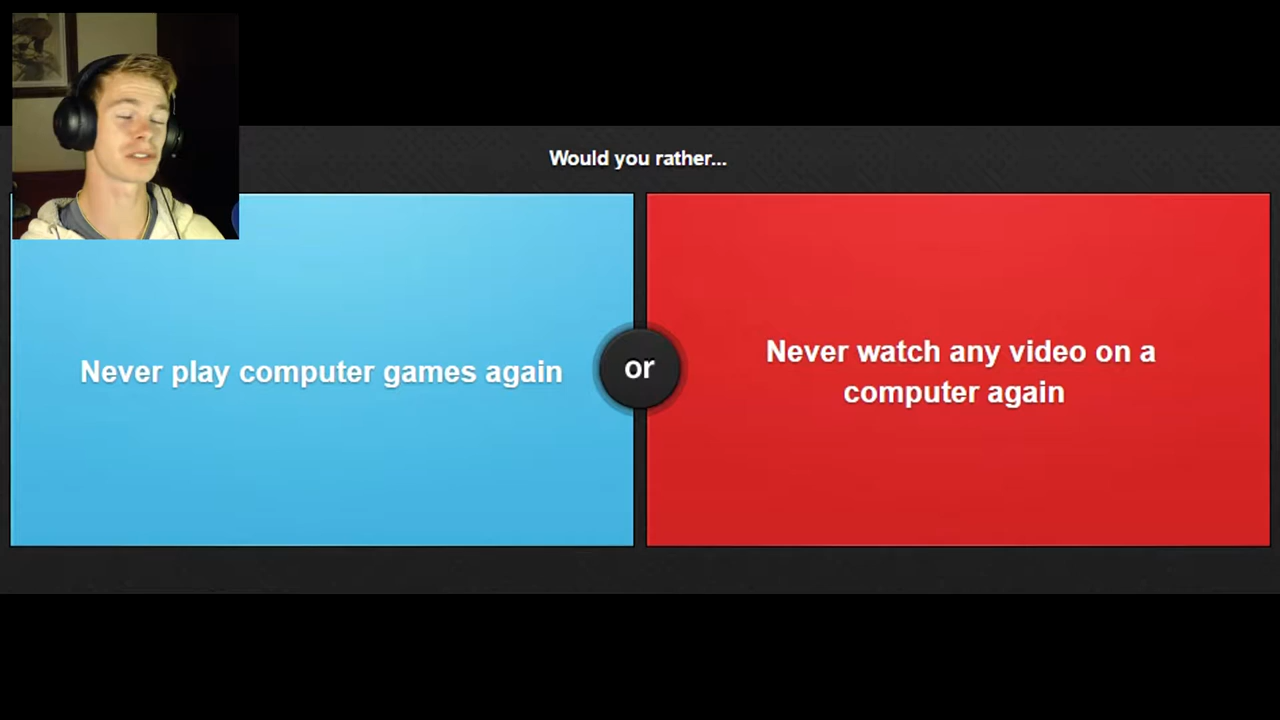 Would you rather...
Never play computer games again
or
Never watch any video on a
computer again